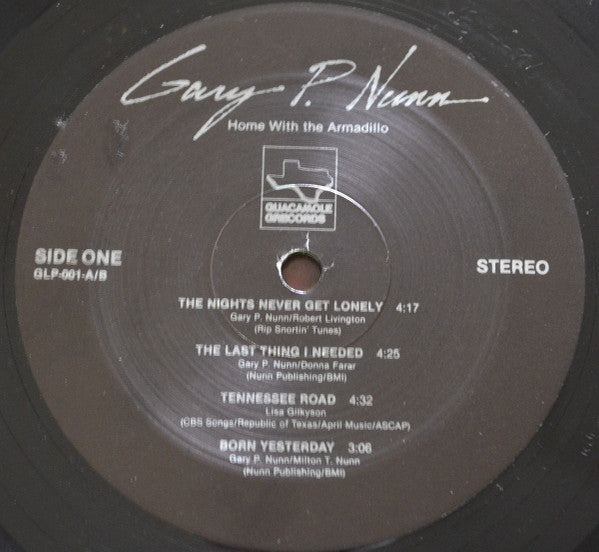 Gary P. Nunn
Home With the Armadillo
GUACAMOLE
GRECORDS
SIDE ONE
GLP-001-A/B
STEREO
THE NIGHTS NEVER GET LONELY 4:17
Gary P. Nunn/Robert Livington
(Rip Snortin' Tunes)
THE LAST THING I NEEDED 4:25
Gary P. Nunn/Donna Farar
(Nunn Publishing/BMI)
TENNESSEE ROAD 4:32
Lisa Gilkyson
(CBS Songs/Republic of Texas/April Music/ASCAP)
BORN YESTERDAY 3:06
Gary P. Nunn/Milton T. Nunn
(Nunn Publishing/BMI)